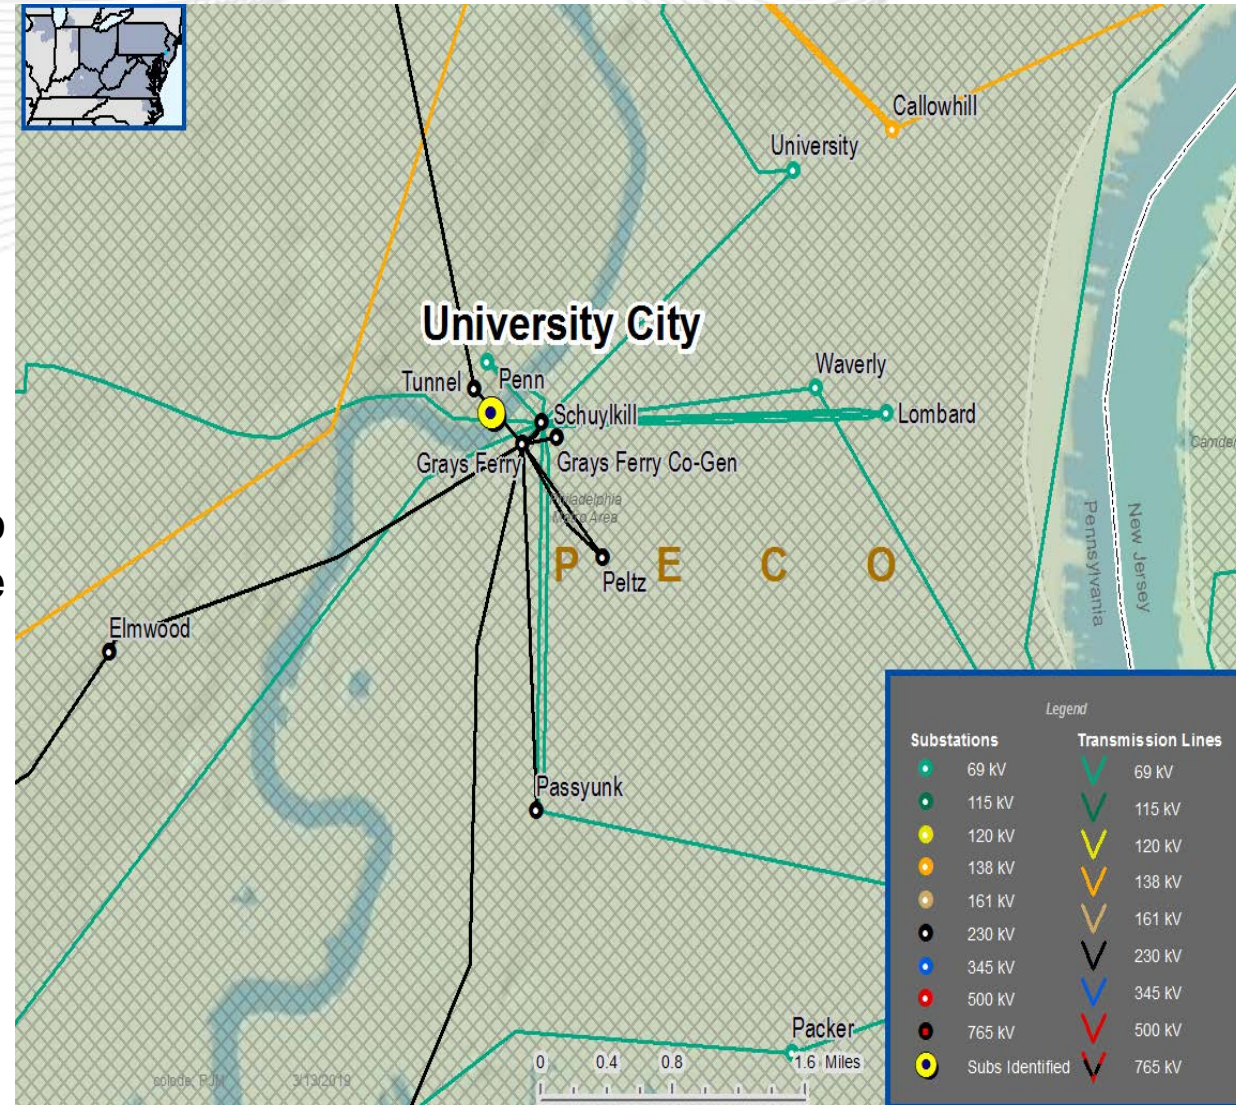 Callowhill
University
University City
Waverly
Tunnel
Penn
Schuylkill
Lombard
Grays Ferry
Grays Ferry Co-Gen
Camden
Philadelphia
Metro Area
P E C O
Peltz
Pennsylvania
New Jersey
Elmwood
Passyunk
Packer
0 0.4 0.8 1.6 Miles
3/13/2019
Legend
Substations
69 kV
115 kV
120 kV
138 kV
161 kV
230 kV
345 kV
500 kV
765 kV
Subs Identified
Transmission Lines
69 kV
115 kV
120 kV
138 kV
161 kV
230 kV
345 kV
500 kV
765 kV